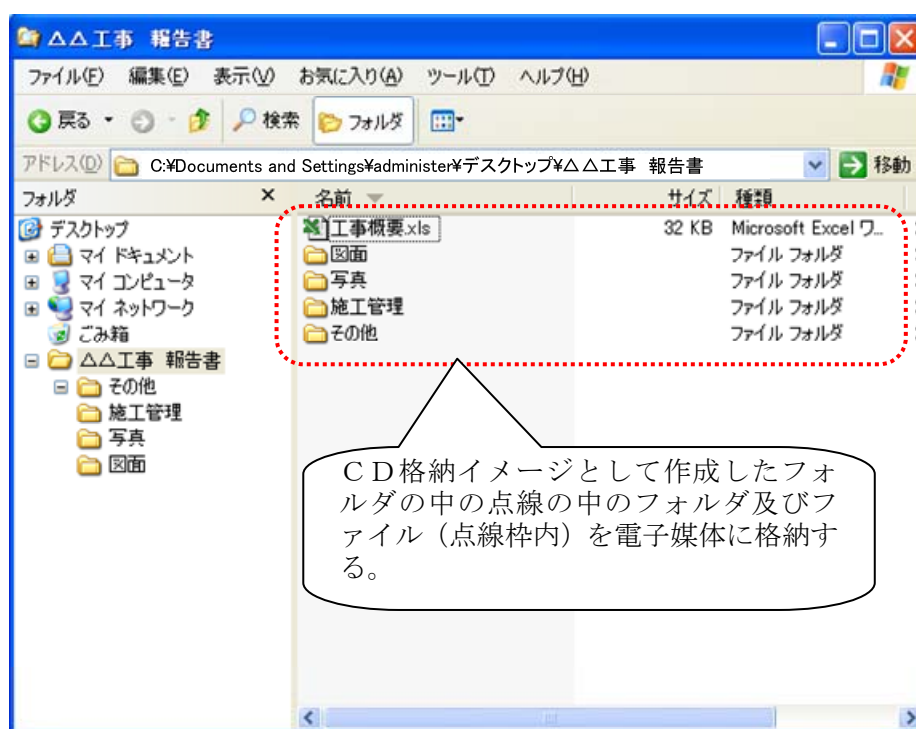 △△工事 報告書
ファイル(F) 編集(E) 表示(V) お気に入り(A) ツール(T) ヘルプ(H)
戻る 検索 フォルダ
アドレス(D) C:¥Documents and Settings¥administer¥デスクトップ¥△△工事 報告書 移動
フォルダ × 名前 サイズ 種類
デスクトップ
マイ ドキュメント
マイ コンピュータ
マイ ネットワーク
ごみ箱
△△工事 報告書
その他
施工管理
写真
図面
工事概要.xls 32 KB Microsoft Excel ワ...
図面 ファイル フォルダ
写真 ファイル フォルダ
施工管理 ファイル フォルダ
その他 ファイル フォルダ
ＣＤ格納イメージとして作成したフォ
ルダの中の点線の中のフォルダ及びフ
ァイル（点線枠内）を電子媒体に格納す
る。